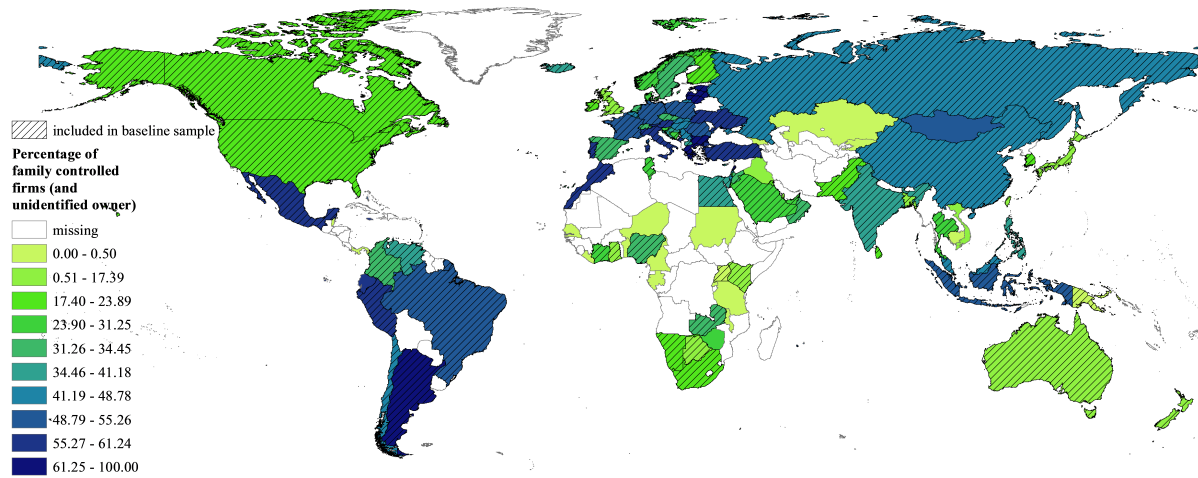 included in baseline sample
Percentage of
family controlled
firms (and
unidentified owner)
missing
0.00 - 0.50
0.51 - 17.39
17.40 - 23.89
23.90 - 31.25
31.26 - 34.45
34.46 - 41.18
41.19 - 48.78
48.79 - 55.26
55.27 - 61.24
61.25 - 100.00